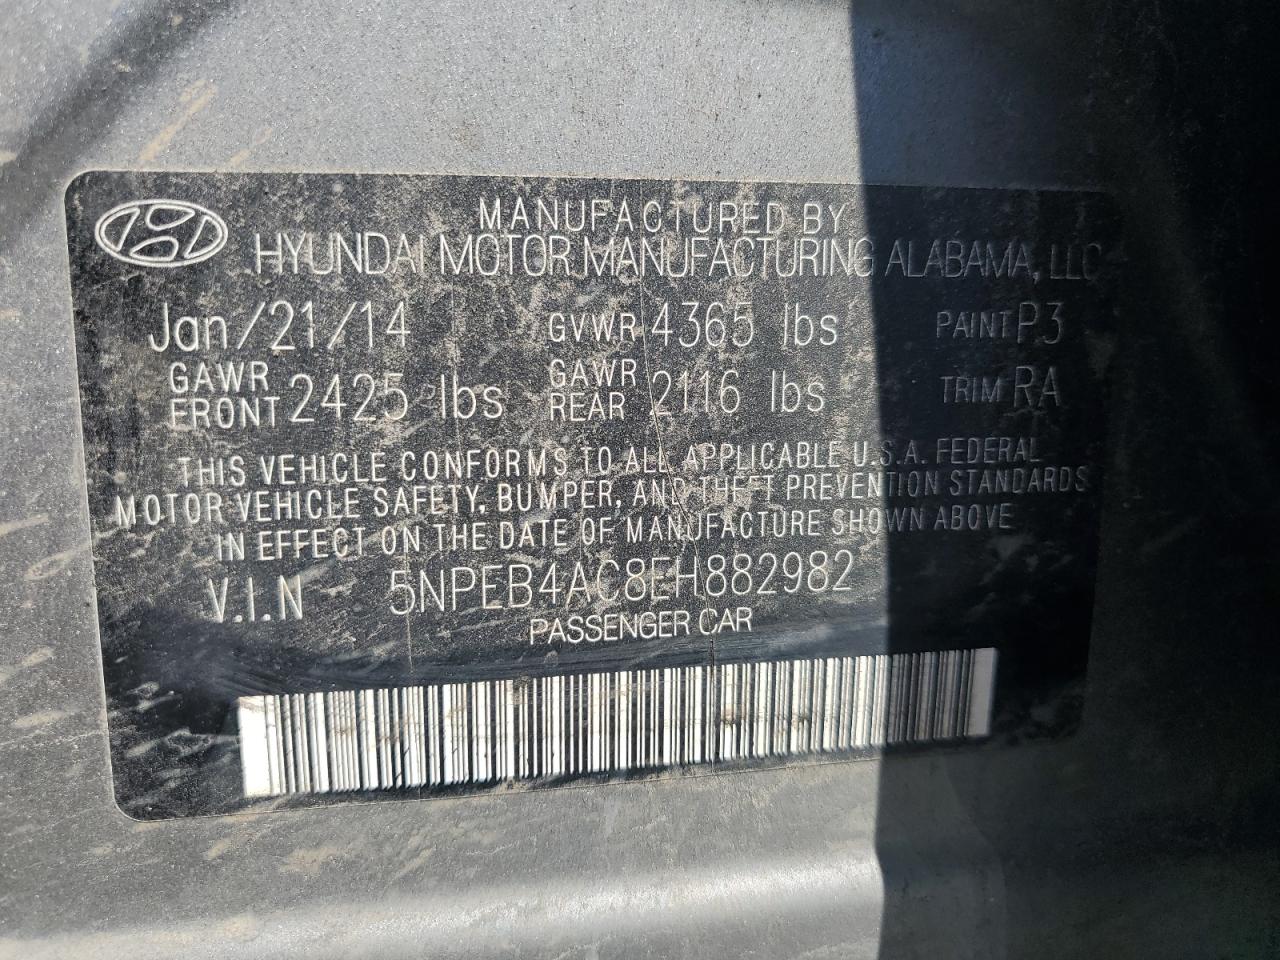 MANUFACTURED BY
HYUNDAI MOTOR MANUFACTURING ALABAMA, LLC
Jan/21/14 GVWR 4365 lbs PAINT P3
GAWR FRONT 2425 lbs GAWR REAR 2116 lbs TRIM RA
THIS VEHICLE CONFORMS TO ALL APPLICABLE U.S.A. FEDERAL
MOTOR VEHICLE SAFETY, BUMPER, AND THEFT PREVENTION STANDARDS
IN EFFECT ON THE DATE OF MANUFACTURE SHOWN ABOVE
V.I.N 5NPEB4AC8EH882982
PASSENGER CAR